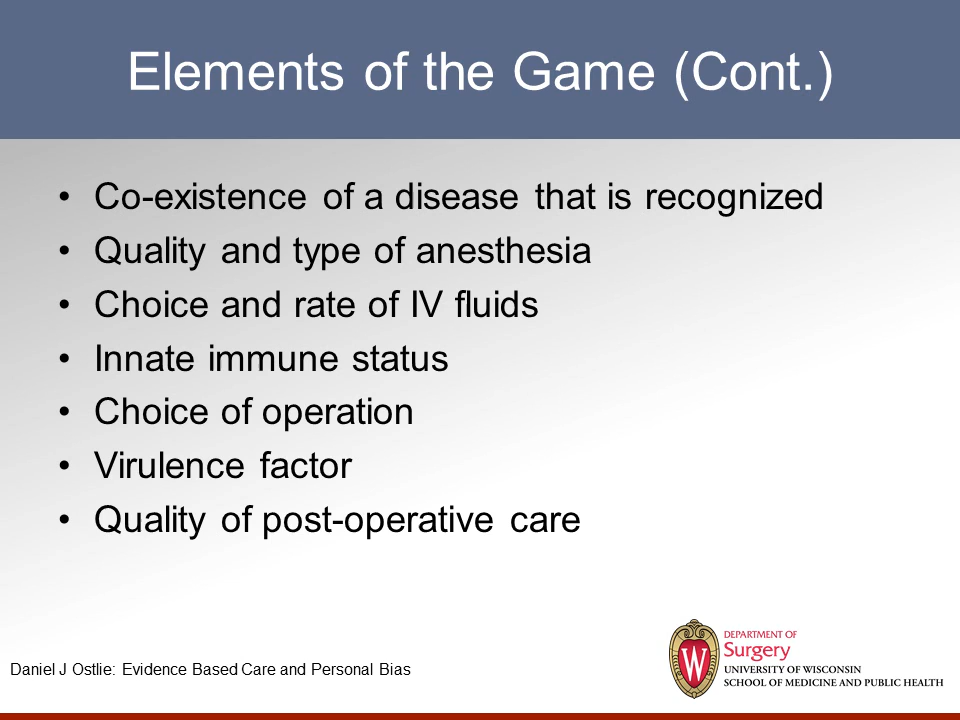 Elements of the Game (Cont.)
• Co-existence of a disease that is recognized
• Quality and type of anesthesia
• Choice and rate of IV fluids
• Innate immune status
• Choice of operation
• Virulence factor
• Quality of post-operative care
Daniel J Ostlie: Evidence Based Care and Personal Bias
W
DEPARTMENT OF
Surgery
UNIVERSITY OF WISCONSIN
SCHOOL OF MEDICINE AND PUBLIC HEALTH